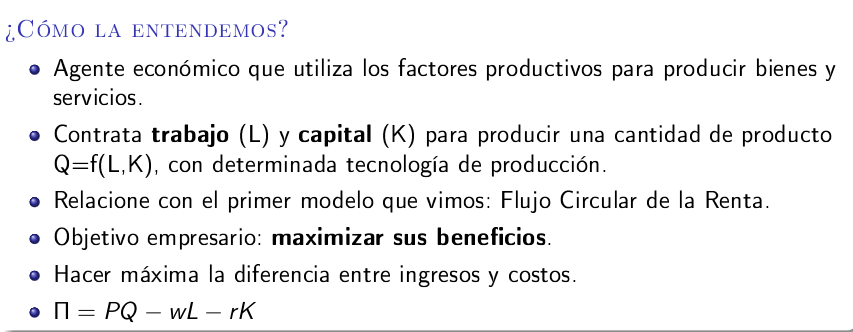 ¿Cómo la entendemos?
Agente económico que utiliza los factores productivos para producir bienes y
servicios.
Contrata trabajo (L) y capital (K) para producir una cantidad de producto
Q=f(L,K), con determinada tecnología de producción.
Relacione con el primer modelo que vimos: Flujo Circular de la Renta.
Objetivo empresario: maximizar sus beneficios.
Hacer máxima la diferencia entre ingresos y costos.
Π = PQ − wL − rK